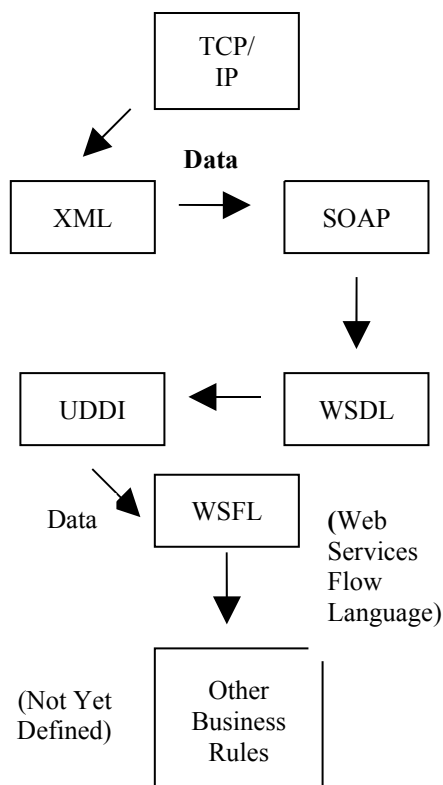 TCP/
IP
Data
XML
SOAP
UDDI
WSDL
Data
WSFL
(Web
Services
Flow
Language)
(Not Yet
Defined)
Other
Business
Rules